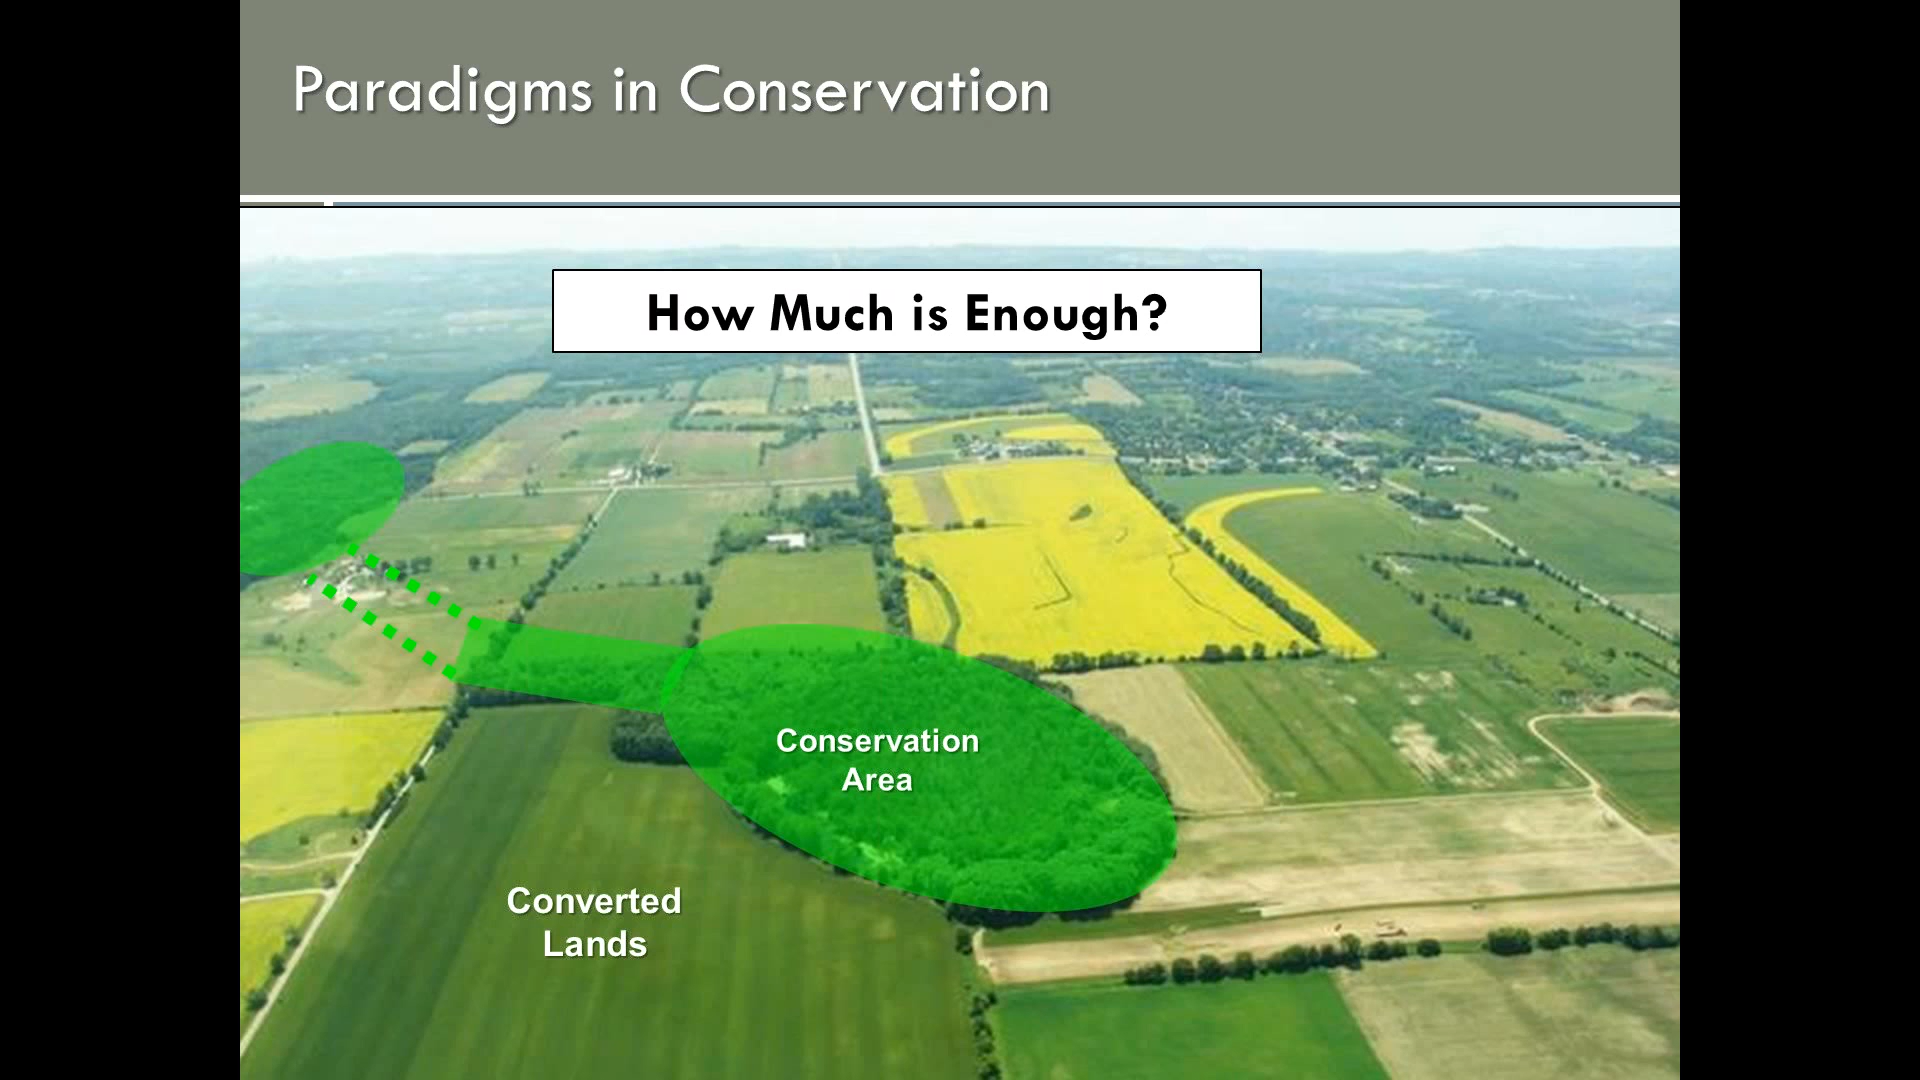 Paradigms in Conservation
How Much is Enough?
Conservation
Area
Converted
Lands